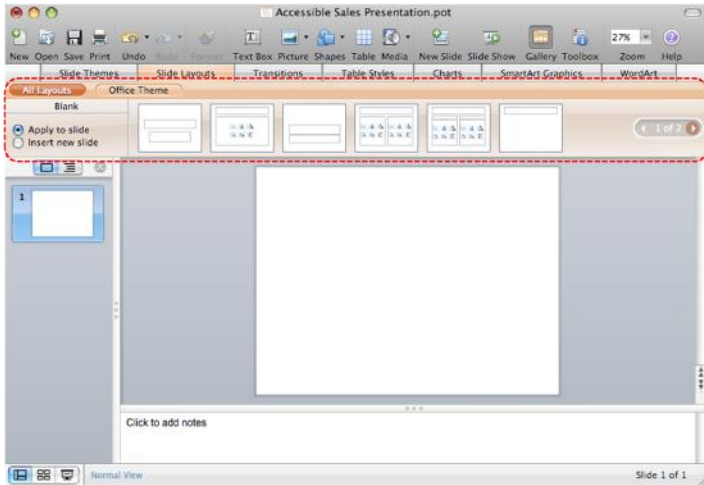 Accessible Sales Presentation.pot
27%
New Open Save Print Undo Redo Format Text Box Picture Shapes Table Media New Slide Slide Show Gallery Toolbox Zoom Help
Slide Themes Slide Layouts Transitions Table Styles Charts SmartArt Graphics WordArt
All Layouts Office Theme
Blank
Apply to slide
Insert new slide
1 of 2
1
Click to add notes
Normal View
Slide 1 of 1